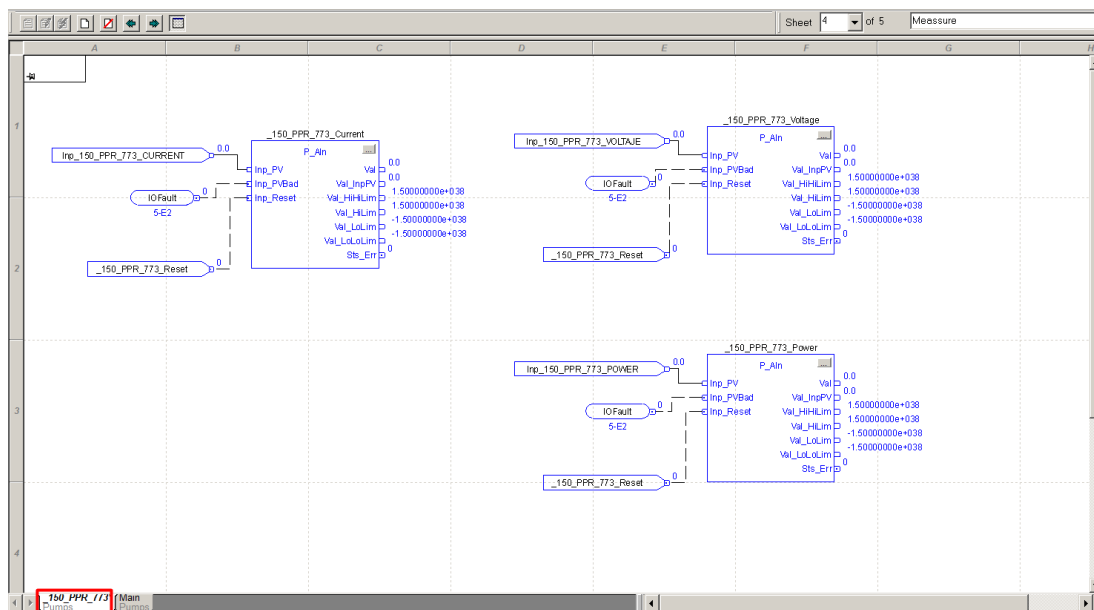 Sheet 4 of 5 Meassure
A B C D E F G H
1
_150_PPR_773_Current
P_AIn
...
Inp_150_PPR_773_CURRENT 0.0
Inp_PV Val 0.0
IOFault 0
5-E2
Inp_PVBad Val_InpPV 0.0
Inp_Reset Val_HiHiLim 1.50000000e+038
Val_HiLim 1.50000000e+038
Val_LoLim -1.50000000e+038
Val_LoLoLim -1.50000000e+038
Sts_Err 0
_150_PPR_773_Reset 0
_150_PPR_773_Voltage
P_AIn
...
Inp_150_PPR_773_VOLTAJE 0.0
Inp_PV Val 0.0
IOFault 0
5-E2
Inp_PVBad Val_InpPV 0.0
Inp_Reset Val_HiHiLim 1.50000000e+038
Val_HiLim 1.50000000e+038
Val_LoLim -1.50000000e+038
Val_LoLoLim -1.50000000e+038
Sts_Err 0
_150_PPR_773_Reset 0
2
3
_150_PPR_773_Power
P_AIn
...
Inp_150_PPR_773_POWER 0.0
Inp_PV Val 0.0
IOFault 0
5-E2
Inp_PVBad Val_InpPV 0.0
Inp_Reset Val_HiHiLim 1.50000000e+038
Val_HiLim 1.50000000e+038
Val_LoLim -1.50000000e+038
Val_LoLoLim -1.50000000e+038
Sts_Err 0
_150_PPR_773_Reset 0
4
_150_PPR_773 Main
Pumps Pumps